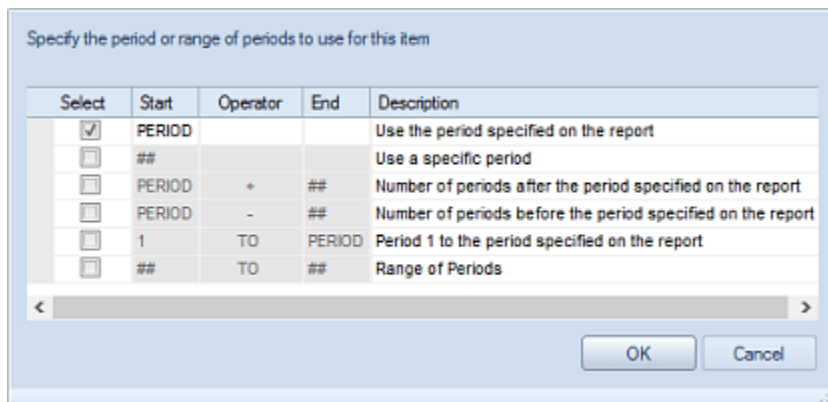 Specify the period or range of periods to use for this item
Select Start Operator End Description
PERIOD Use the period specified on the report
## Use a specific period
PERIOD + ## Number of periods after the period specified on the report
PERIOD - ## Number of periods before the period specified on the report
1 TO PERIOD Period 1 to the period specified on the report
## TO ## Range of Periods
OK Cancel